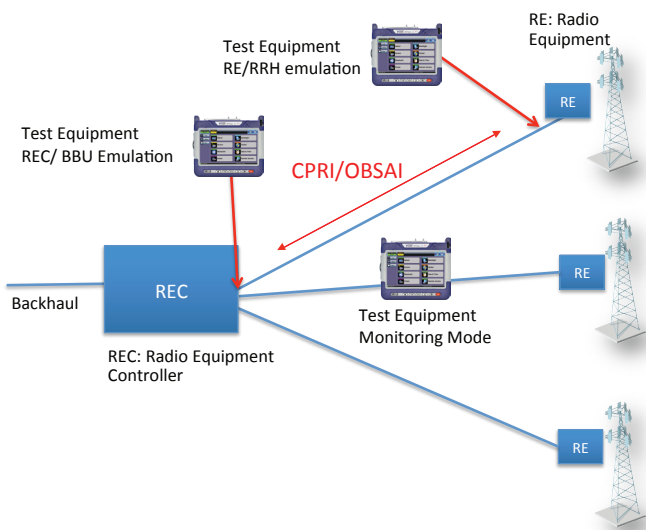 Test Equipment
RE/RRH emulation
RE: Radio
Equipment
RE
Test Equipment
REC/ BBU Emulation
CPRI/OBSAI
REC
Backhaul
RE
Test Equipment
Monitoring Mode
REC: Radio Equipment
Controller
RE